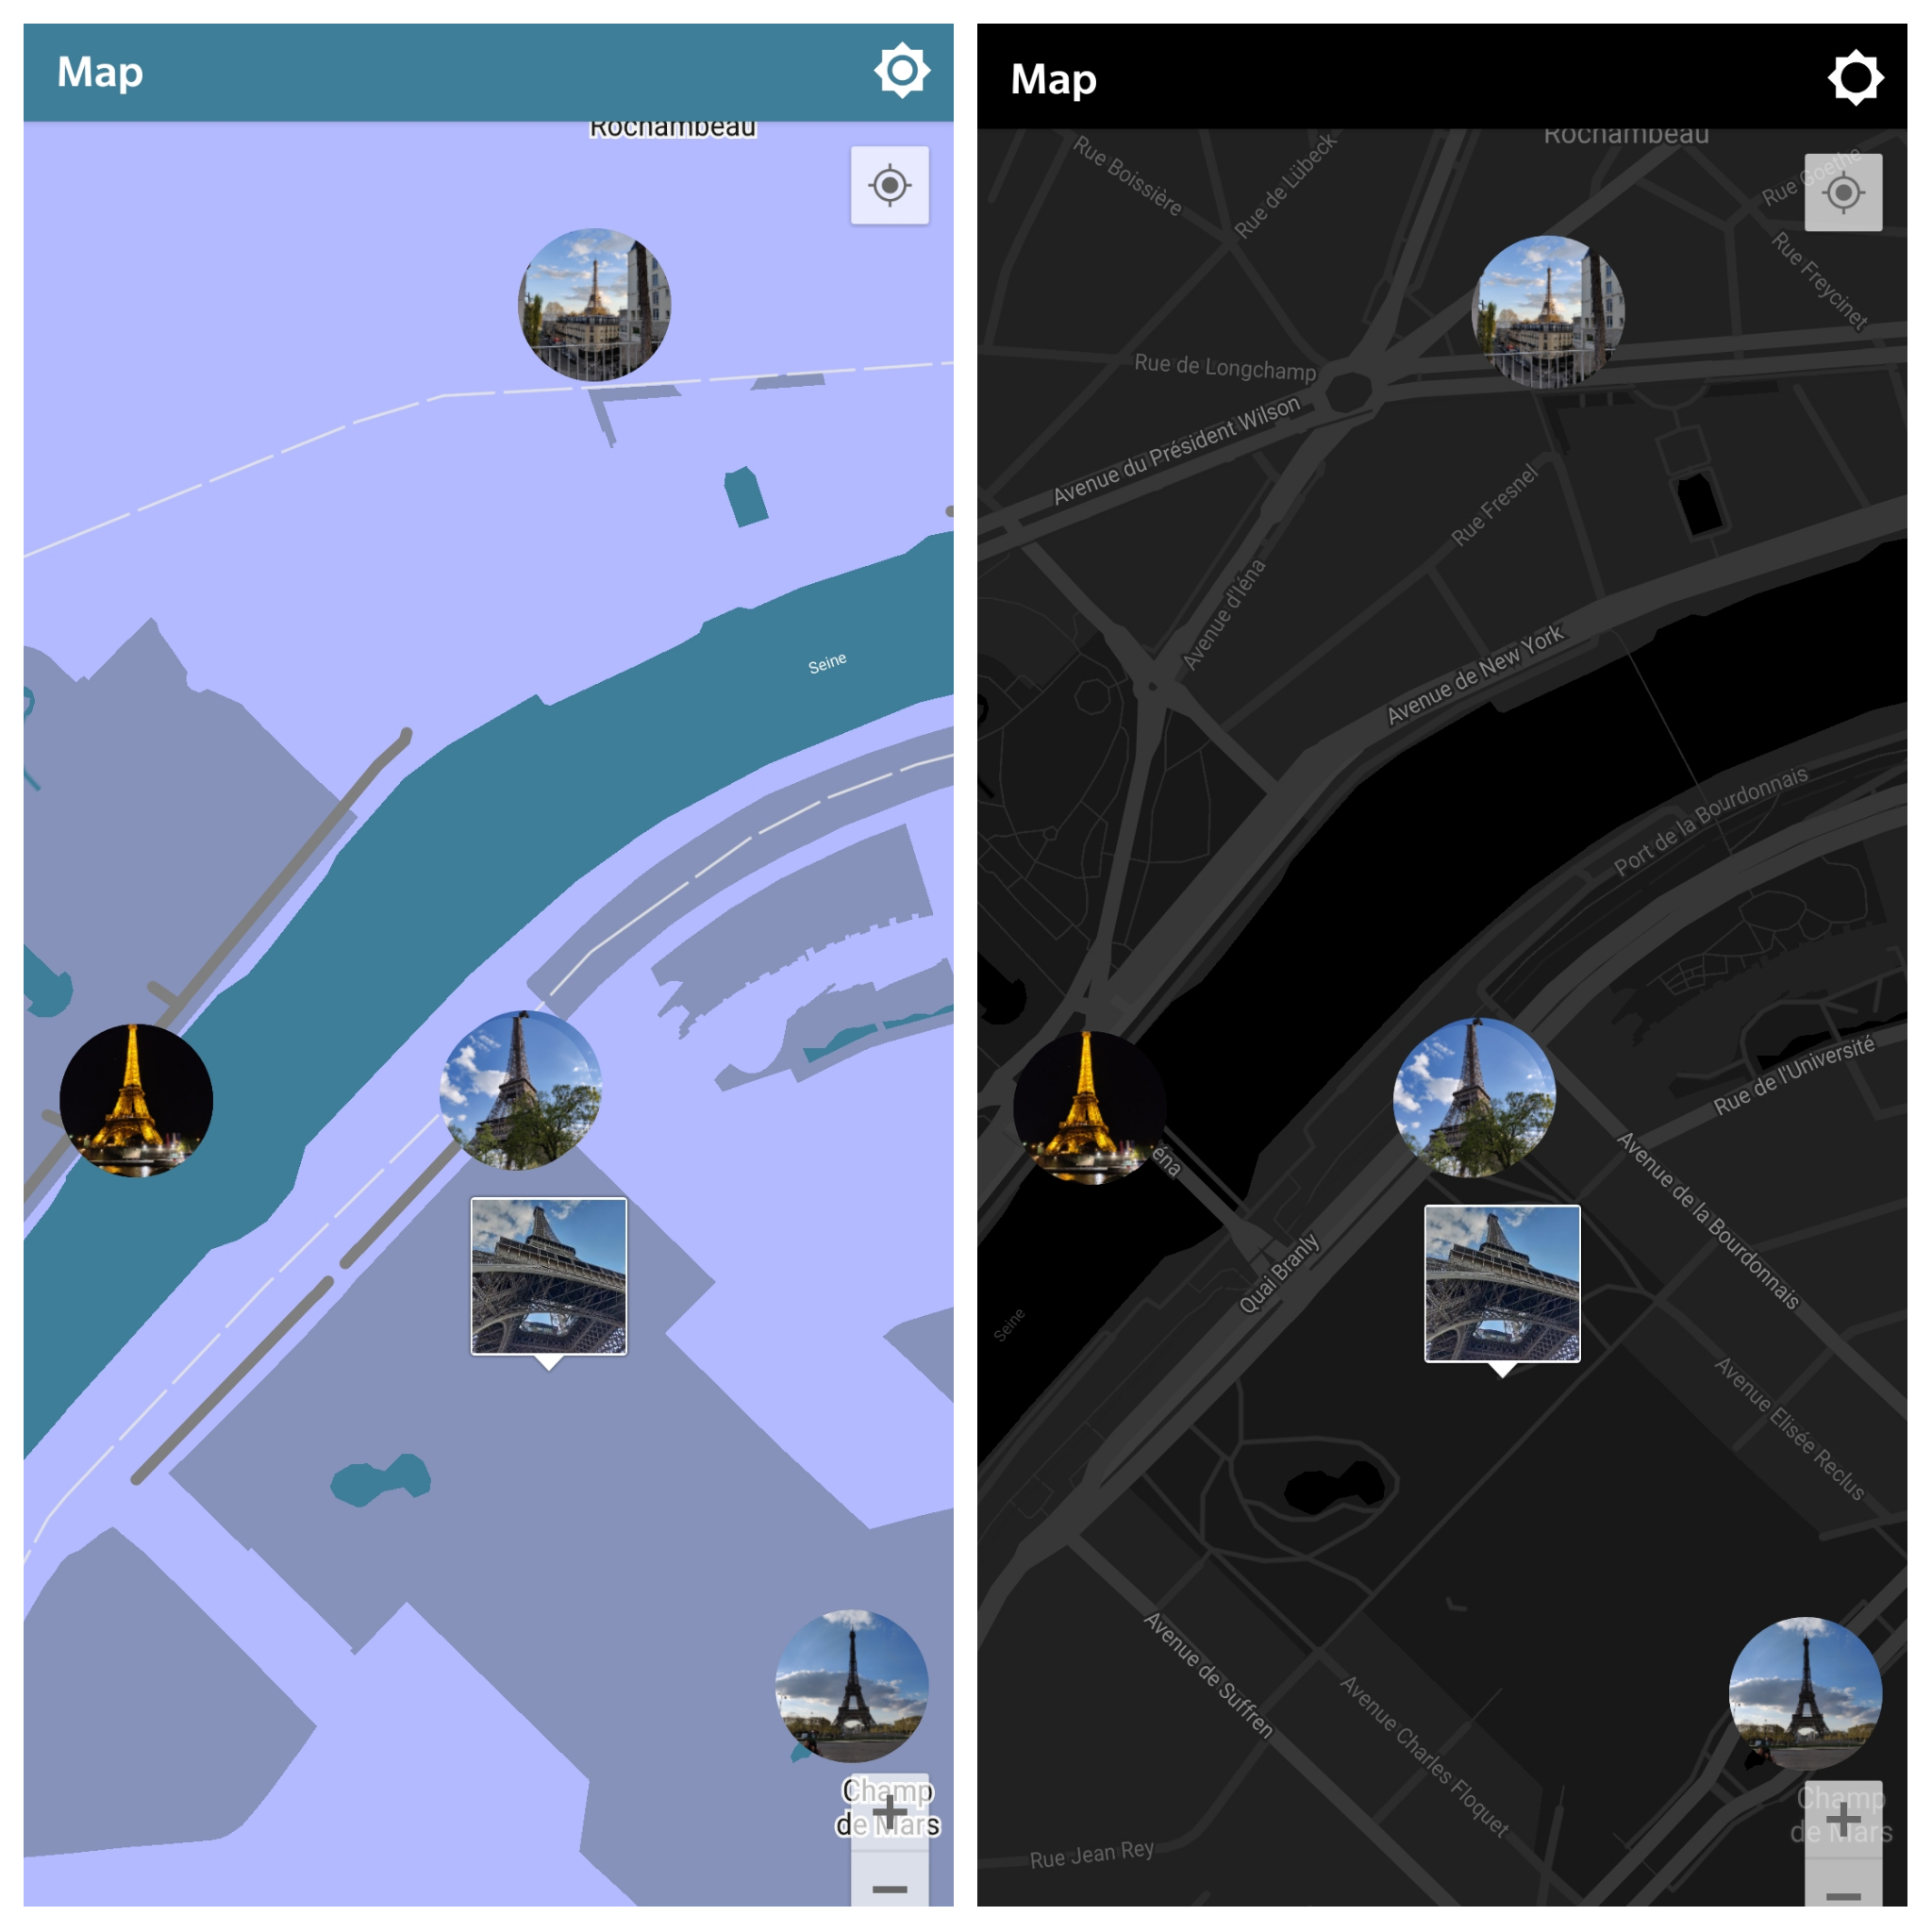 Map
Rochambeau
Seine
Champ
de Mars
Map
Rochambeau
Rue Boissière
Rue de Lübeck
Rue Goethe
Rue Freycinet
Rue de Longchamp
Avenue du Président Wilson
Rue Fresnel
Avenue d'Iéna
Avenue de New York
Port de la Bourdonnais
Rue de l'Université
éna
Avenue de la Bourdonnais
Quai Branly
Seine
Avenue Elisée Reclus
Avenue de Suffren
Avenue Charles Floquet
Champ
de Mars
Rue Jean Rey